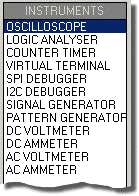 INSTRUMENTS
OSCILLOSCOPE
LOGIC ANALYSER
COUNTER TIMER
VIRTUAL TERMINAL
SPI DEBUGGER
I2C DEBUGGER
SIGNAL GENERATOR
PATTERN GENERATOR
DC VOLTMETER
DC AMMETER
AC VOLTMETER
AC AMMETER